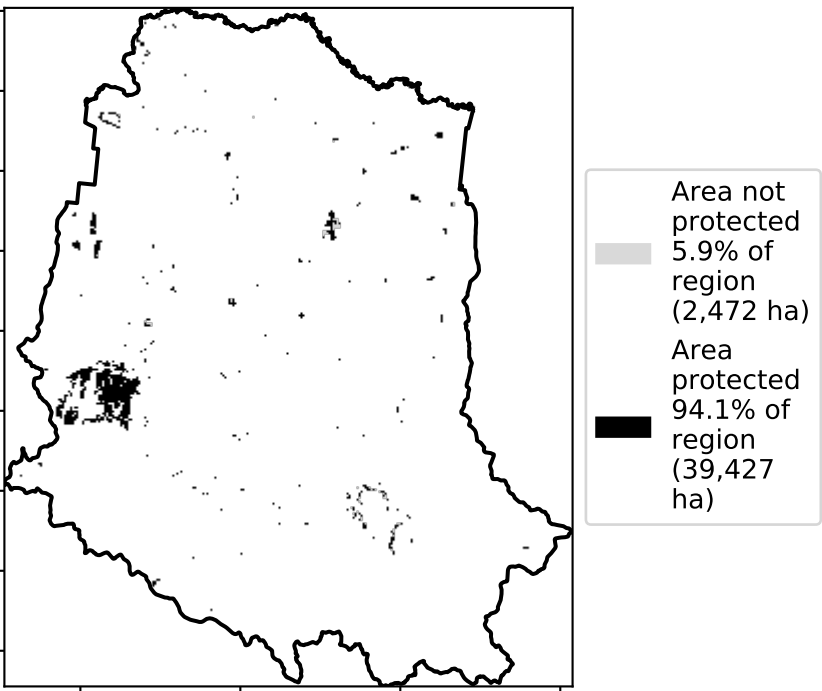 Area not
protected
5.9% of
region
(2,472 ha)
Area
protected
94.1% of
region
(39,427
ha)